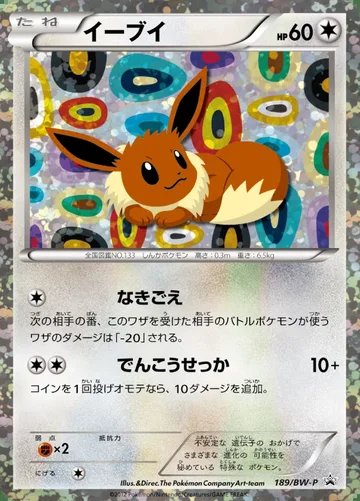 たね
イーブイ
HP60
全国図鑑NO.133 しんかポケモン 高さ：0.3m 重さ：6.5kg
なきごえ
次の相手の番、このワザを受けた相手のバトルポケモンが使う
ワザのダメージは「-20」される。
でんこうせっか 10+
コインを1回投げオモテなら、10ダメージを追加。
弱点 抵抗力
×2
にげる
不安定な 遺伝子の おかげで
さまざまな 進化の 可能性を
秘めている 特殊な ポケモン。
Illus.&Direc.The Pokémon Company Art-team
189/BW-P
©2012 Pokémon/Nintendo/Creatures/GAME FREAK.